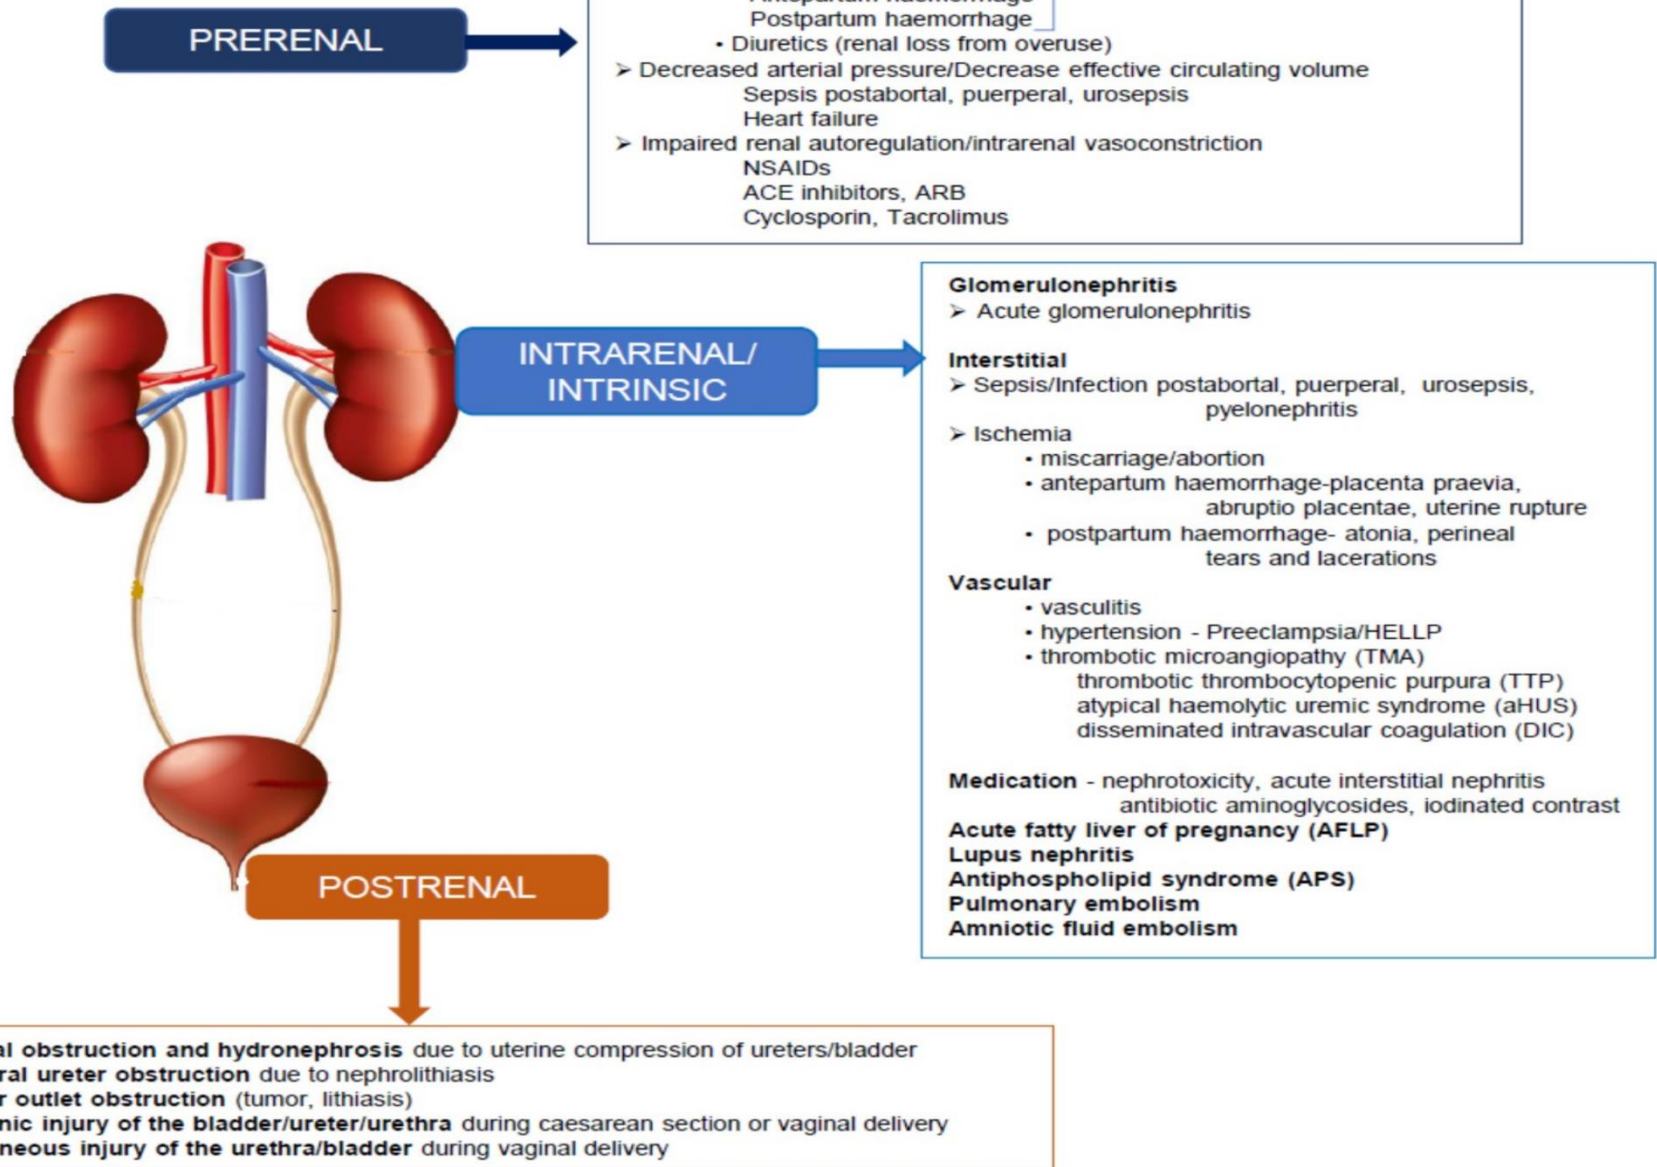 PRERENAL
Postpartum haemorrhage
• Diuretics (renal loss from overuse)
➢ Decreased arterial pressure/Decrease effective circulating volume
Sepsis postabortal, puerperal, urosepsis
Heart failure
➢ Impaired renal autoregulation/intrarenal vasoconstriction
NSAIDs
ACE inhibitors, ARB
Cyclosporin, Tacrolimus
INTRARENAL/
INTRINSIC
Glomerulonephritis
➢ Acute glomerulonephritis
Interstitial
➢ Sepsis/Infection postabortal, puerperal, urosepsis,
pyelonephritis
➢ Ischemia
• miscarriage/abortion
• antepartum haemorrhage-placenta praevia,
abruptio placentae, uterine rupture
• postpartum haemorrhage- atonia, perineal
tears and lacerations
Vascular
• vasculitis
• hypertension - Preeclampsia/HELLP
• thrombotic microangiopathy (TMA)
thrombotic thrombocytopenic purpura (TTP)
atypical haemolytic uremic syndrome (aHUS)
disseminated intravascular coagulation (DIC)
Medication - nephrotoxicity, acute interstitial nephritis
antibiotic aminoglycosides, iodinated contrast
Acute fatty liver of pregnancy (AFLP)
Lupus nephritis
Antiphospholipid syndrome (APS)
Pulmonary embolism
Amniotic fluid embolism
POSTRENAL
obstruction and hydronephrosis due to uterine compression of ureters/bladder
ureter obstruction due to nephrolithiasis
outlet obstruction (tumor, lithiasis)
injury of the bladder/ureter/urethra during caesarean section or vaginal delivery
injury of the urethra/bladder during vaginal delivery